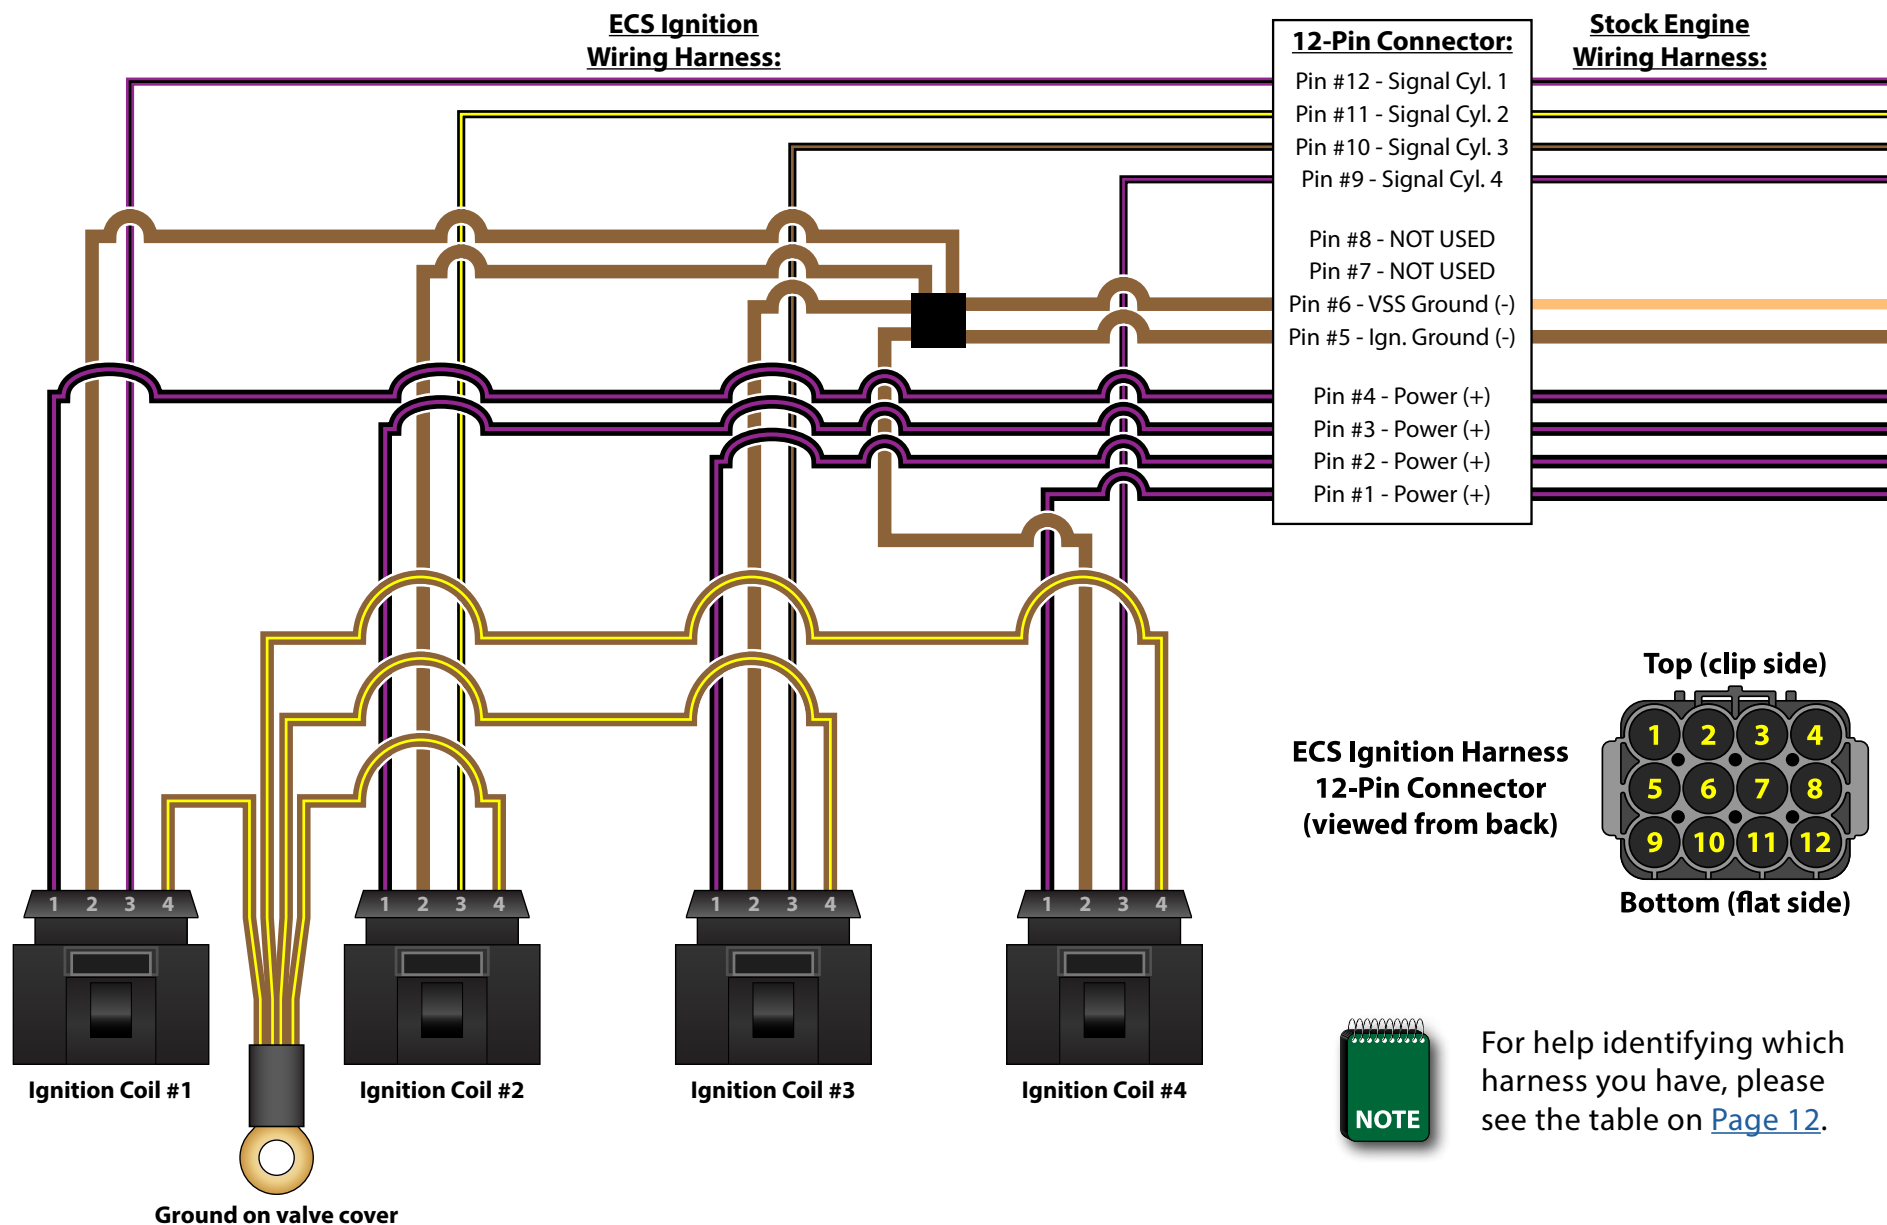 ECS Ignition
Wiring Harness:
12-Pin Connector:
Stock Engine
Wiring Harness:
Pin #12 - Signal Cyl. 1
Pin #11 - Signal Cyl. 2
Pin #10 - Signal Cyl. 3
Pin #9 - Signal Cyl. 4
Pin #8 - NOT USED
Pin #7 - NOT USED
Pin #6 - VSS Ground (-)
Pin #5 - Ign. Ground (-)
Pin #4 - Power (+)
Pin #3 - Power (+)
Pin #2 - Power (+)
Pin #1 - Power (+)
Top (clip side)
ECS Ignition Harness
12-Pin Connector
(viewed from back)
1 2 3 4
5 6 7 8
9 10 11 12
Bottom (flat side)
1 2 3 4
1 2 3 4
1 2 3 4
1 2 3 4
Ignition Coil #1
Ignition Coil #2
Ignition Coil #3
Ignition Coil #4
Ground on valve cover
NOTE
For help identifying which
harness you have, please
see the table on Page 12.